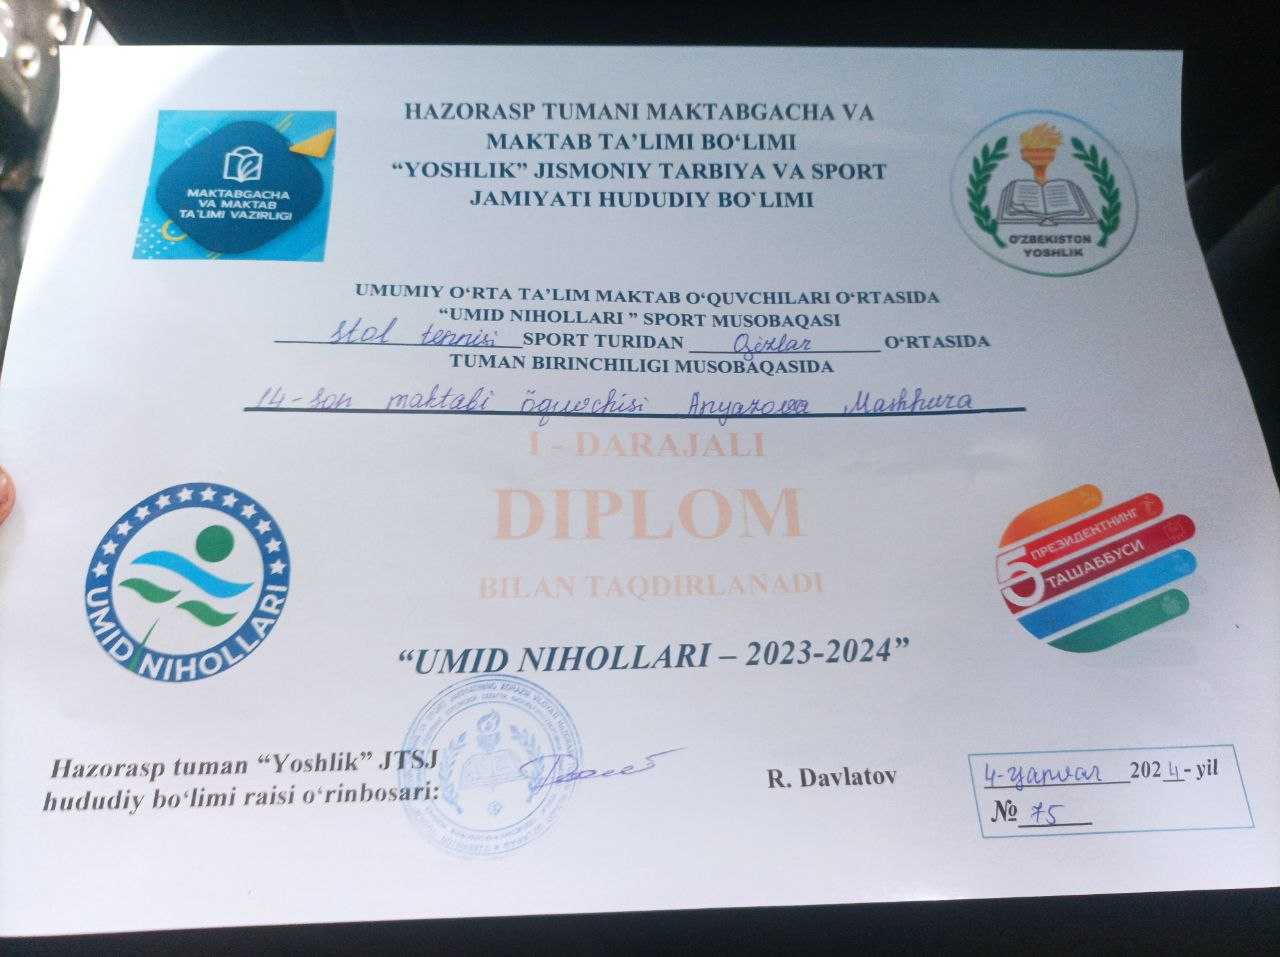 HAZORASP TUMANI MAKTABGACHA VA
MAKTAB TA’LIMI BO‘LIMI
“YOSHLIK” JISMONIY TARBIYA VA SPORT
JAMIYATI HUDUDIY BO`LIMI
MAKTABGACHA
VA MAKTAB
TA'LIMI VAZIRLIGI
O'ZBEKISTON
YOSHLIK
UMUMIY O‘RTA TA’LIM MAKTAB O‘QUVCHILARI O‘RTASIDA
“UMID NIHOLLARI ” SPORT MUSOBAQASI
stol tennisi SPORT TURIDAN Qizlar O‘RTASIDA
TUMAN BIRINCHILIGI MUSOBAQASIDA
14-son maktabi öquvchisi Anyazova Mashhura
I - DARAJALI
DIPLOM
BILAN TAQDIRLANADI
UMID NIHOLLARI
5 ПРЕЗИДЕНТНИНГ
ТАШАББУСИ
“UMID NIHOLLARI – 2023-2024”
Hazorasp tuman “Yoshlik” JTSJ
hududiy bo‘limi raisi o‘rinbosari:
R. Davlatov
4-yanvar 2024-yil
№ 75